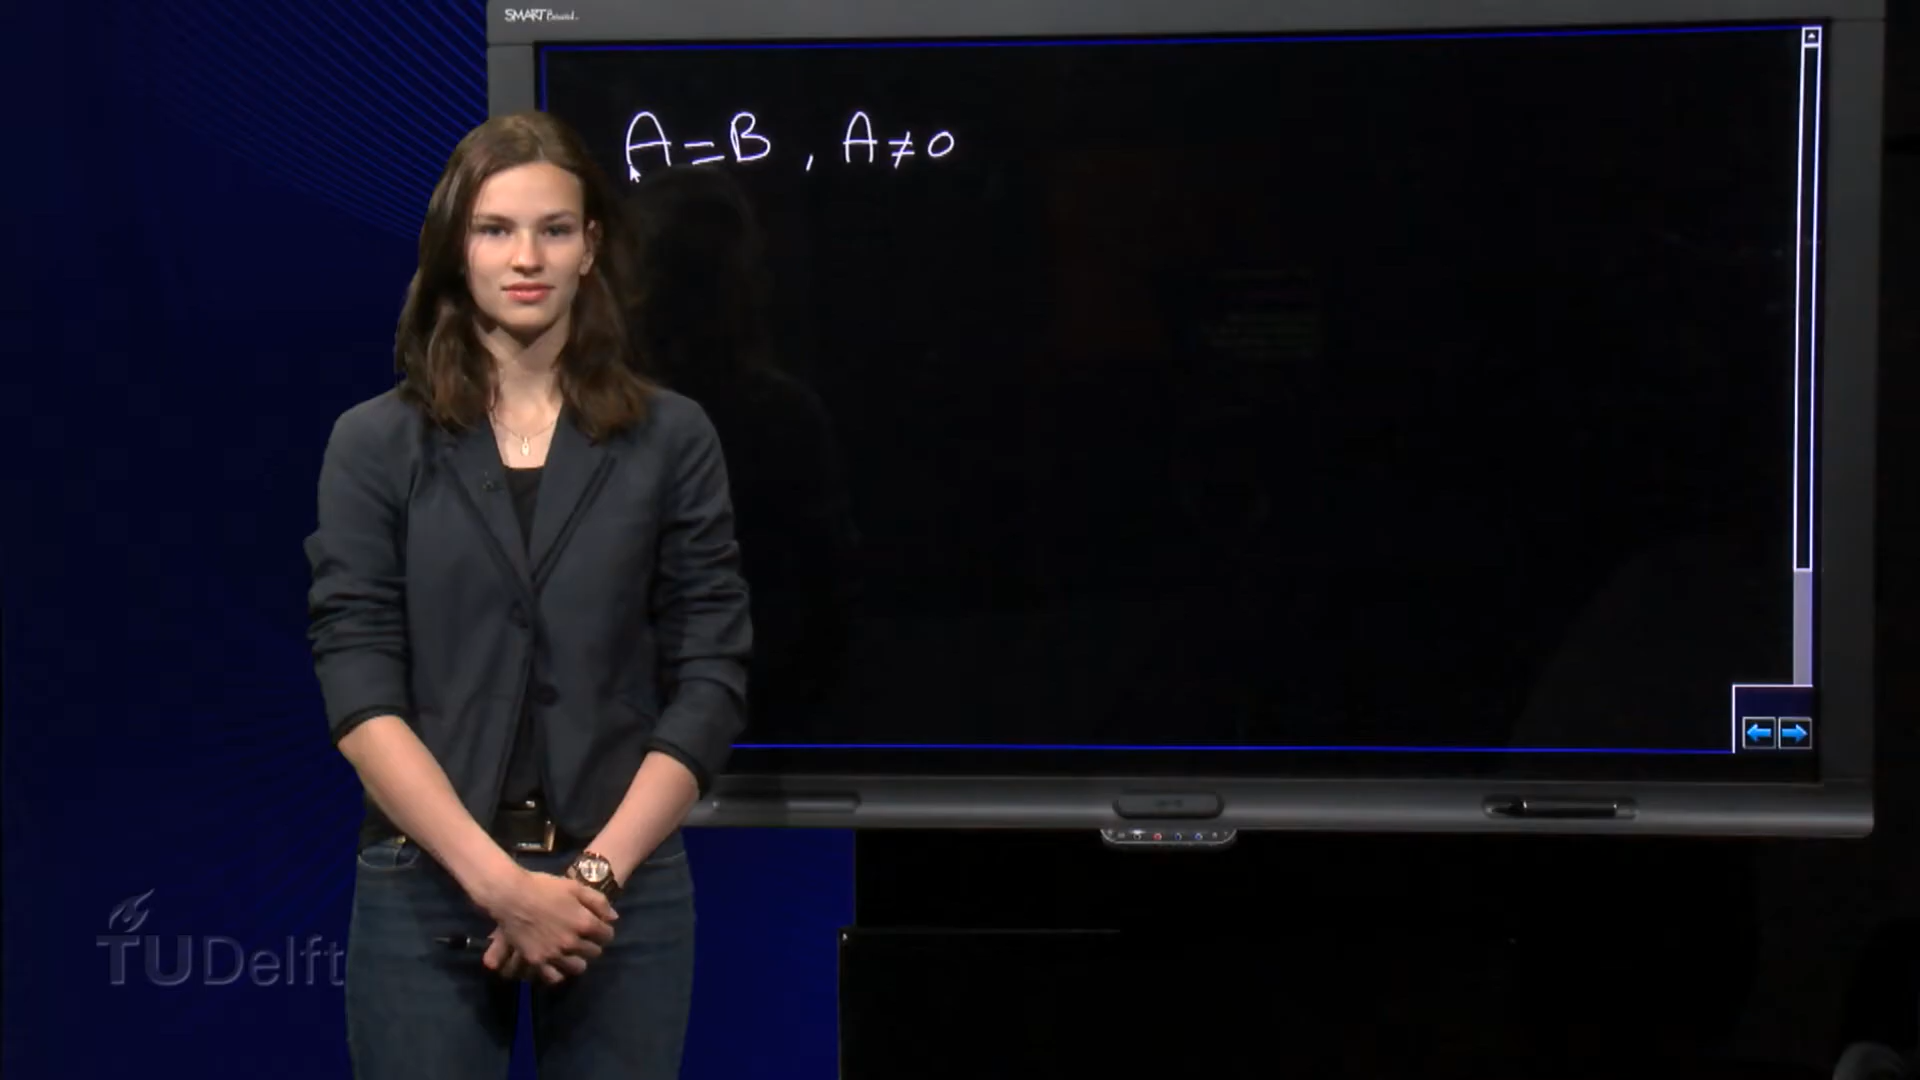 SMART Board
A = B , A ≠ 0
TU Delft